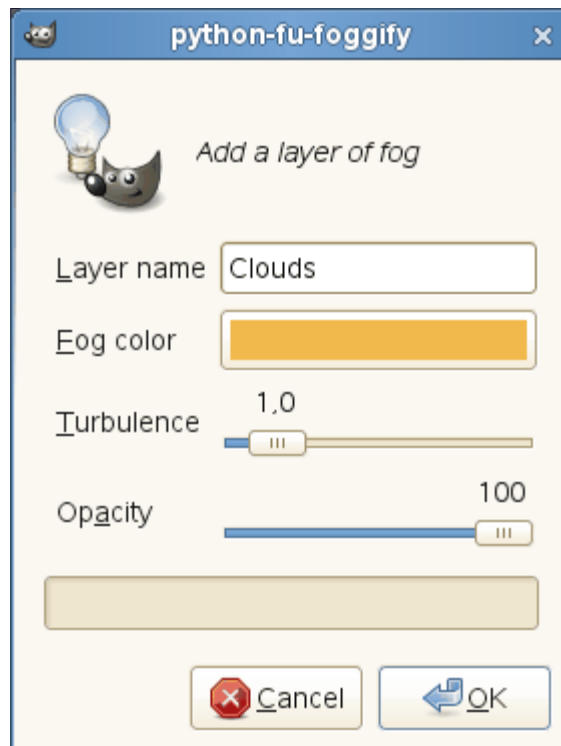 python-fu-foggify
Add a layer of fog
Layer name Clouds
Fog color
1,0
Turbulence
100
Opacity
Cancel OK